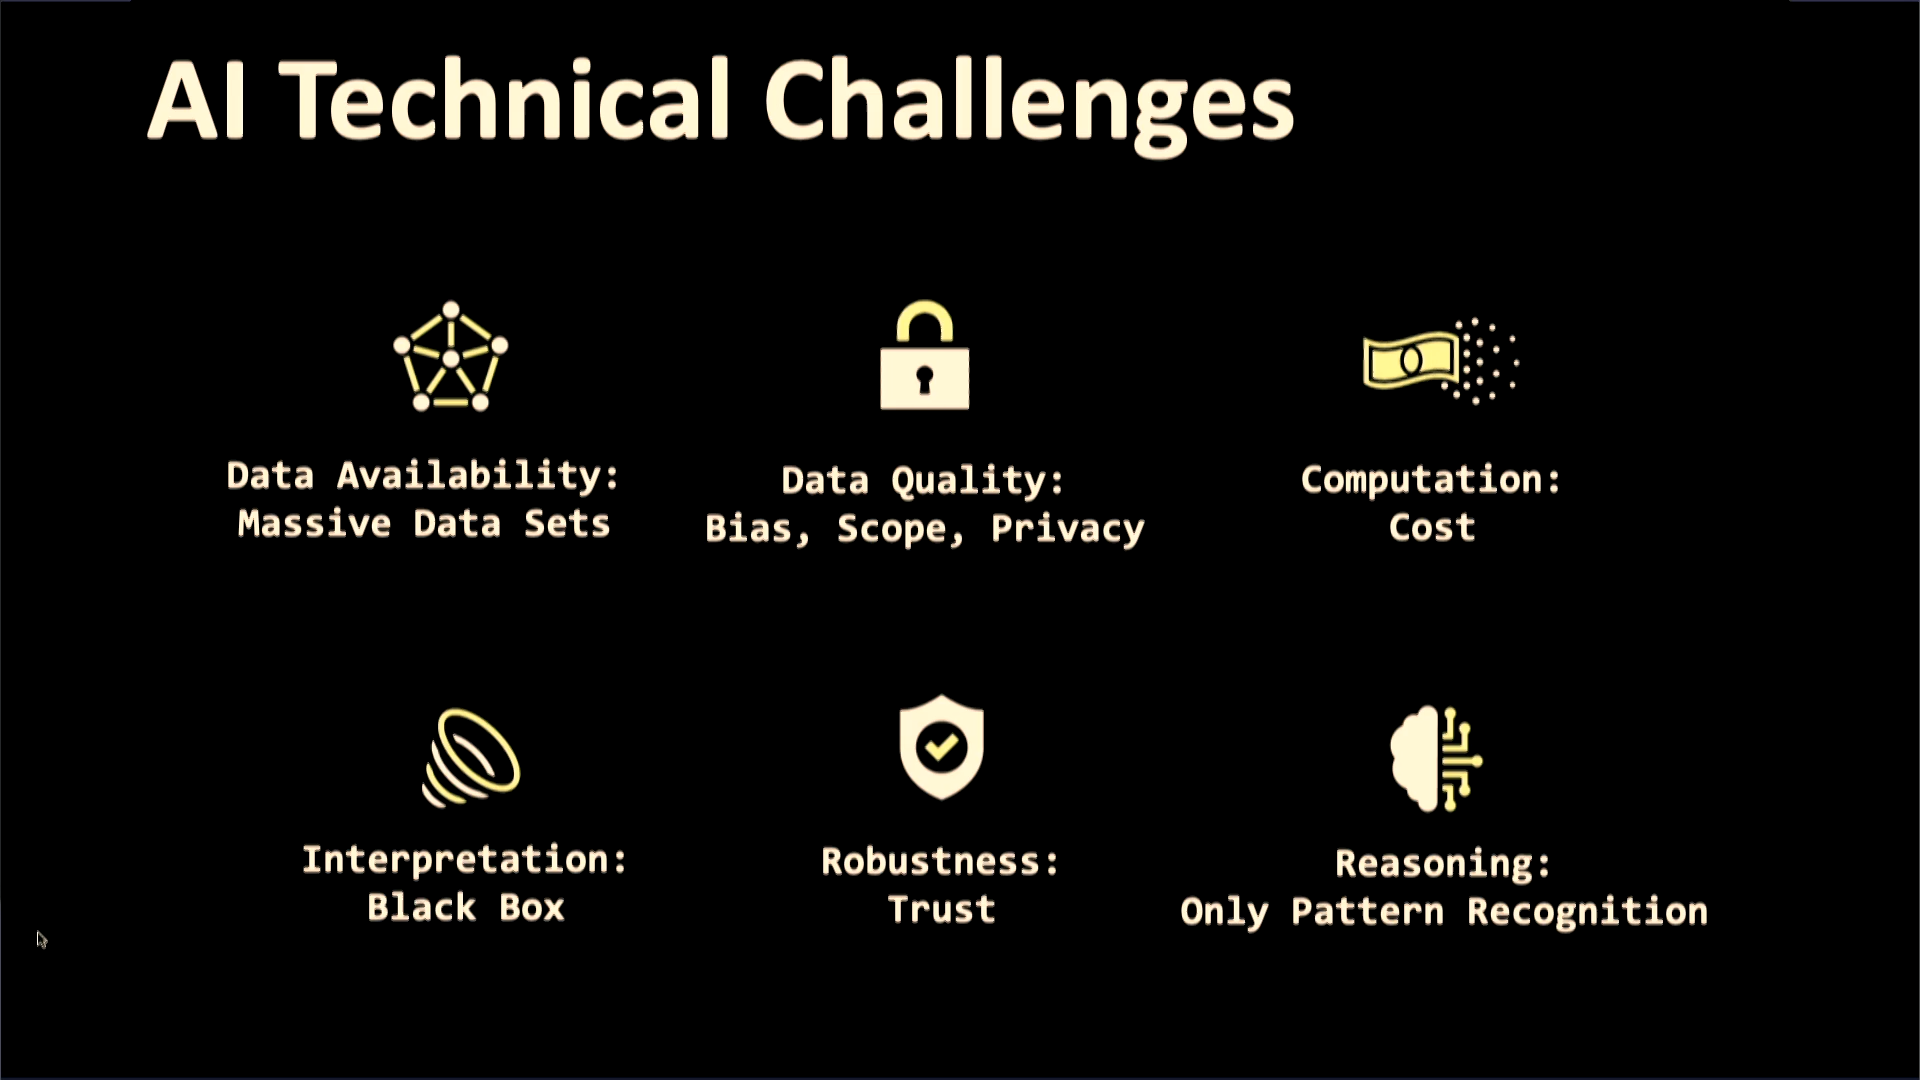 AI Technical Challenges
Data Availability:
Massive Data Sets
Data Quality:
Bias, Scope, Privacy
Computation:
Cost
Interpretation:
Black Box
Robustness:
Trust
Reasoning:
Only Pattern Recognition